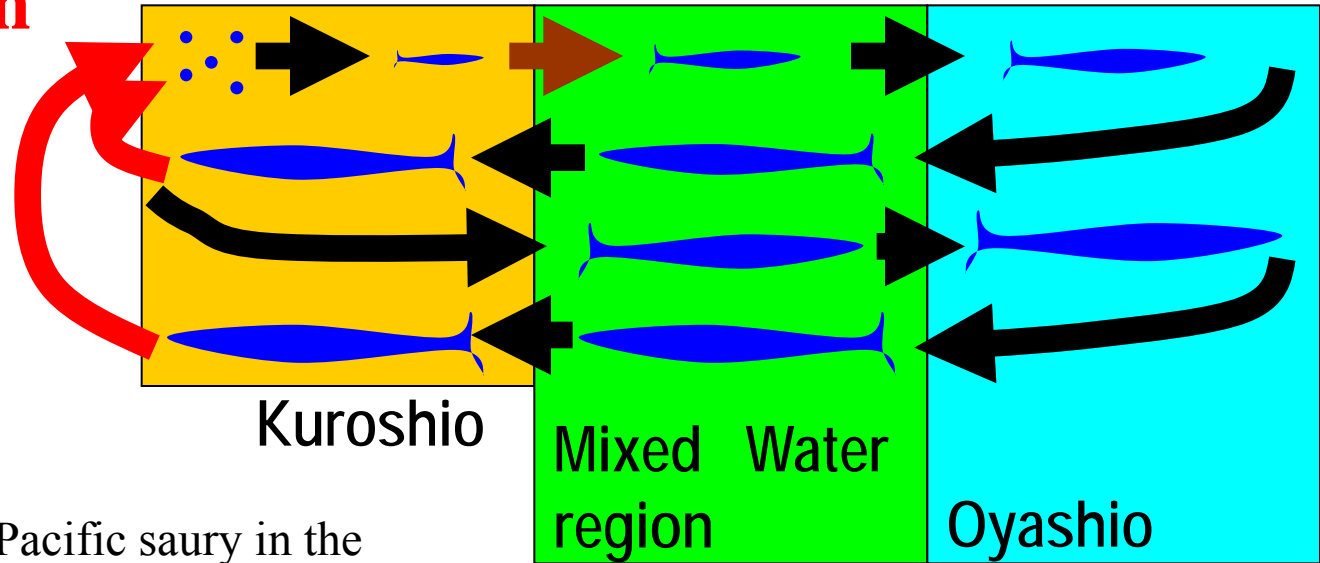 n
Kuroshio
Mixed Water
region
Oyashio
Pacific saury in the